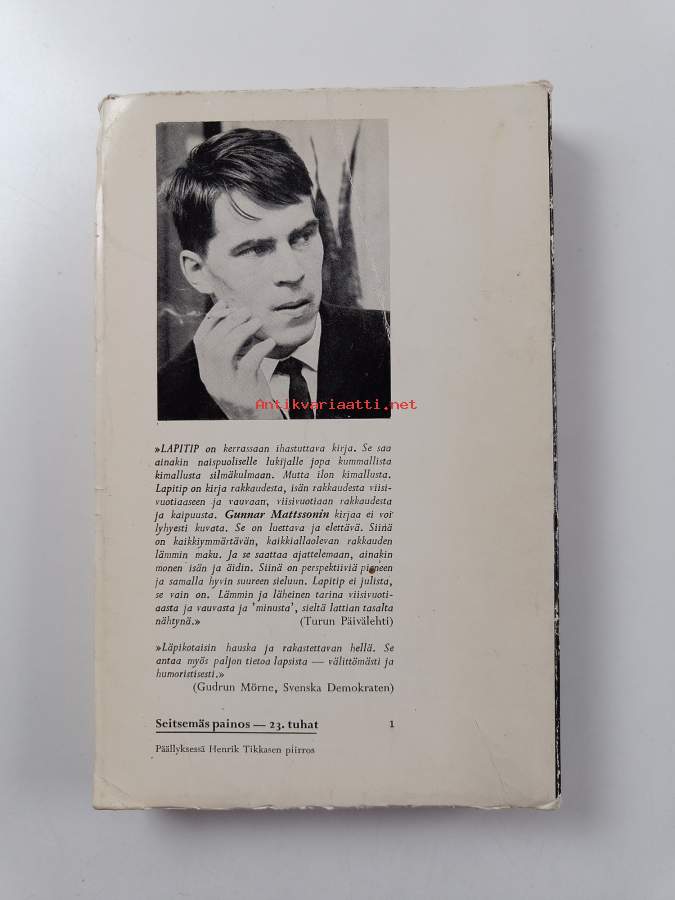 Antikvariaatti.net
»LAPITIP on kerrassaan ihastuttava kirja. Se saa
ainakin naispuoliselle lukijalle jopa kummallista
kimallusta silmäkulmaan. Mutta ilon kimallusta.
Lapitip on kirja rakkaudesta, isän rakkaudesta viisi-
vuotiaaseen ja vauvaan, viisivuotiaan rakkaudesta
ja kaipuusta. Gunnar Mattssonin kirjaa ei voi
lyhyesti kuvata. Se on luettava ja elettävä. Siinä
on kaikkiymmärtävän, kaikkiallaolevan rakkauden
lämmin maku. Ja se saattaa ajattelemaan, ainakin
monen isän ja äidin. Siinä on perspektiiviä pieneen
ja samalla hyvin suureen sieluun. Lapitip ei julista,
se vain on. Lämmin ja läheinen tarina viisivuoti-
aasta ja vauvasta ja 'minusta', sieltä lattian tasalta
nähtynä.» (Turun Päivälehti)
»Läpikotaisin hauska ja rakastettavan hellä. Se
antaa myös paljon tietoa lapsista — välittömästi ja
humoristisesti.»
(Gudrun Mörne, Svenska Demokraten)
Seitsemäs painos — 23. tuhat 1
Päällyksessä Henrik Tikkasen piirros